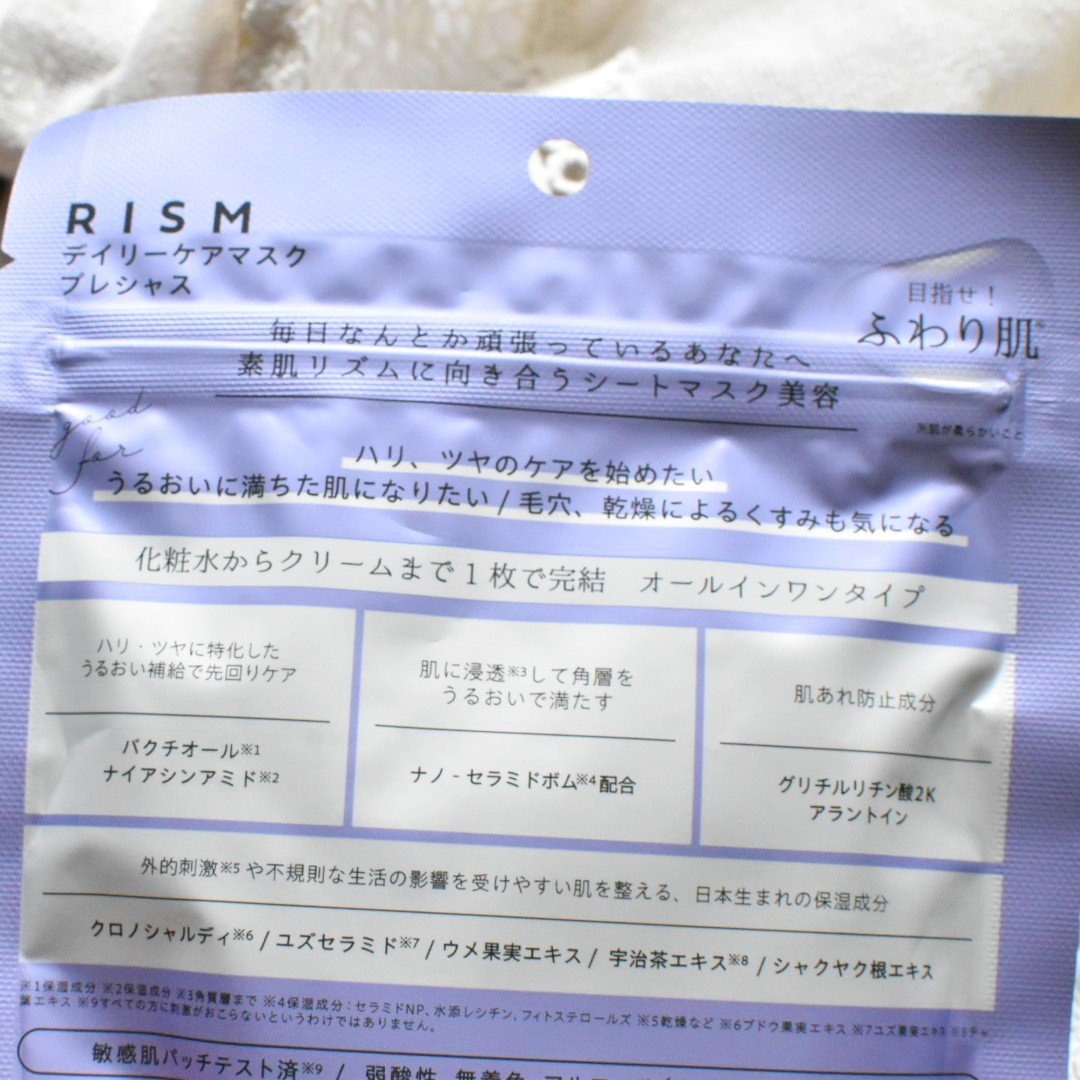 RISM
デイリーケアマスク
プレシャス
目指せ！
ふわり肌※
※肌が柔らかいこと
毎日なんとか頑張っているあなたへ
素肌リズムに向き合うシートマスク美容
good
for
ハリ、ツヤのケアを始めたい
うるおいに満ちた肌になりたい / 毛穴、乾燥によるくすみも気になる
化粧水からクリームまで1枚で完結　オールインワンタイプ
ハリ・ツヤに特化した
うるおい補給で先回りケア
バクチオール※1
ナイアシンアミド※2
肌に浸透※3して角層を
うるおいで満たす
ナノ‐セラミドボム※4配合
肌あれ防止成分
グリチルリチン酸2K
アラントイン
外的刺激※5や不規則な生活の影響を受けやすい肌を整える、日本生まれの保湿成分
クロノシャルディ※6 / ユズセラミド※7 / ウメ果実エキス / 宇治茶エキス※8 / シャクヤク根エキス
※1保湿成分 ※2保湿成分 ※3角質層まで ※4保湿成分：セラミドNP、水添レシチン、フィトステロールズ ※5乾燥など ※6ブドウ果実エキス ※7ユズ果実エキス ※8チャ
葉エキス ※9すべての方に刺激がおこらないというわけではありません。
敏感肌パッチテスト済※9 / 弱酸性 無着色